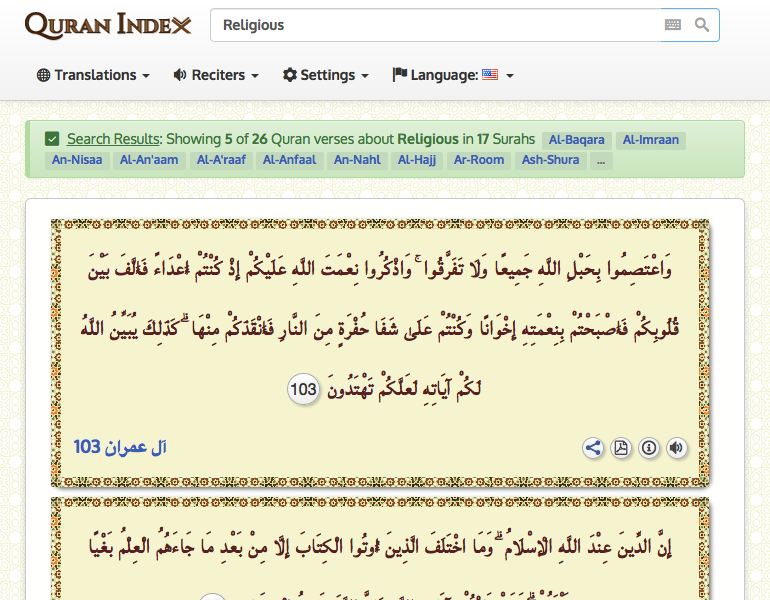 QURAN INDEX
Religious
Translations Reciters Settings Language:
Search Results: Showing 5 of 26 Quran verses about Religious in 17 Surahs Al-Baqara Al-Imraan
An-Nisaa Al-An'aam Al-A'raaf Al-Anfaal An-Nahl Al-Hajj Ar-Room Ash-Shura ...
وَاعْتَصِمُوا بِحَبْلِ اللَّهِ جَمِيعًا وَلَا تَفَرَّقُوا ۚ وَاذْكُرُوا نِعْمَتَ اللَّهِ عَلَيْكُمْ إِذْ كُنْتُمْ أَعْدَاءً فَأَلَّفَ بَيْنَ
قُلُوبِكُمْ فَأَصْبَحْتُمْ بِنِعْمَتِهِ إِخْوَانًا وَكُنْتُمْ عَلَىٰ شَفَا حُفْرَةٍ مِنَ النَّارِ فَأَنْقَذَكُمْ مِنْهَا ۗ كَذَٰلِكَ يُبَيِّنُ اللَّهُ
لَكُمْ آيَاتِهِ لَعَلَّكُمْ تَهْتَدُونَ 103
آل عمران 103
إِنَّ الدِّينَ عِنْدَ اللَّهِ الْإِسْلَامُ ۗ وَمَا اخْتَلَفَ الَّذِينَ أُوتُوا الْكِتَابَ إِلَّا مِنْ بَعْدِ مَا جَاءَهُمُ الْعِلْمُ بَغْيًا